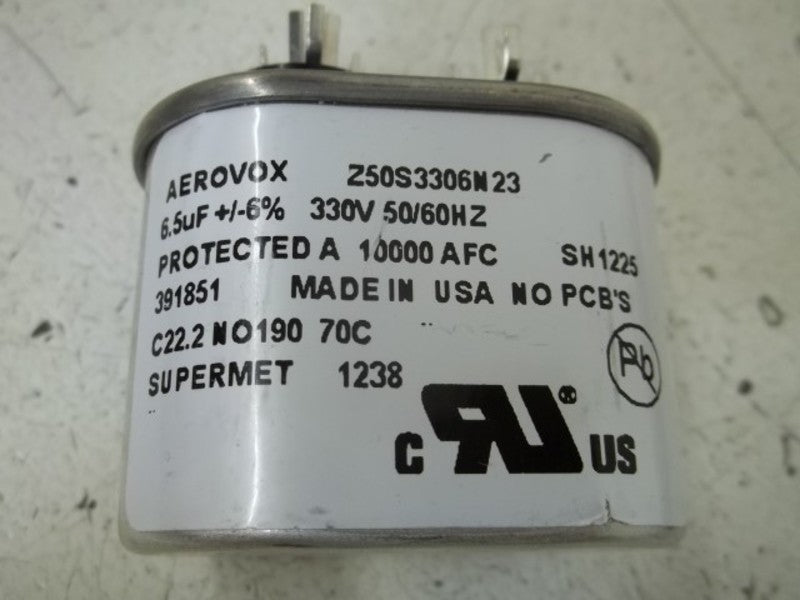 AEROVOX Z50S3306N23
6.5uF +/-6% 330V 50/60HZ
PROTECTED A 10000 AFC SH1225
391851 MADE IN USA NO PCB'S
C22.2 NO190 70C
SUPERMET 1238
Pb
C RU® US